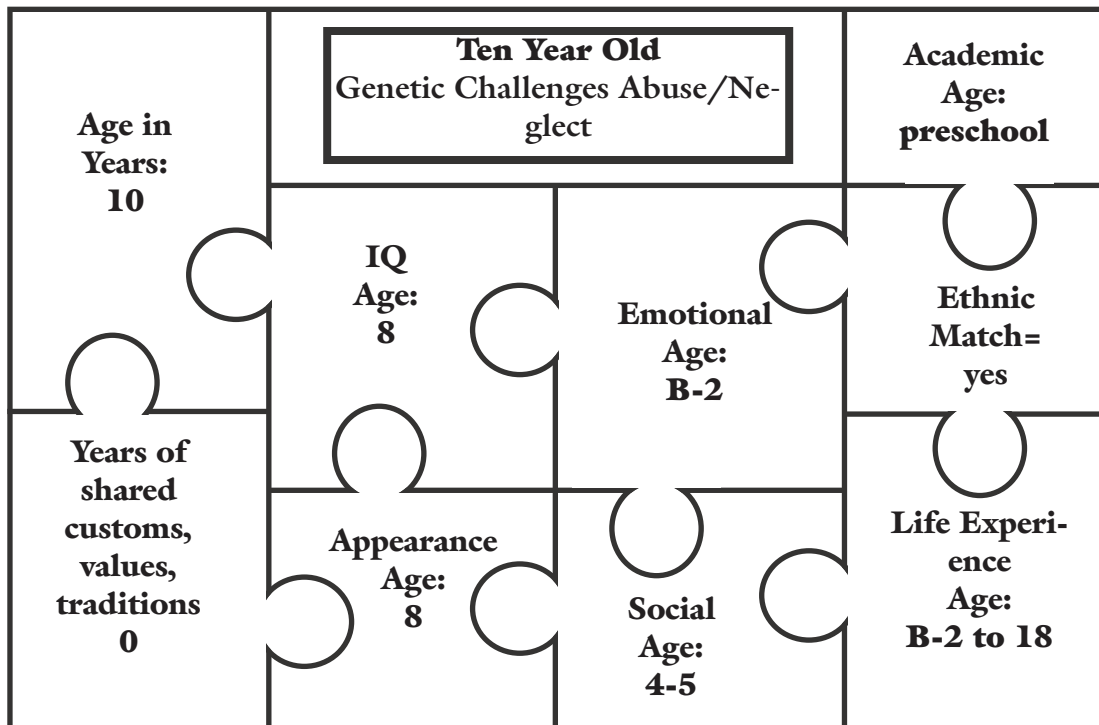 Ten Year Old
Genetic Challenges Abuse/Ne-
glect
Age in
Years:
10
Academic
Age:
preschool
IQ
Age:
8
Emotional
Age:
B-2
Ethnic
Match=
yes
Years of
shared
customs,
values,
traditions
0
Appearance
Age:
8
Social
Age:
4-5
Life Experi-
ence
Age:
B-2 to 18